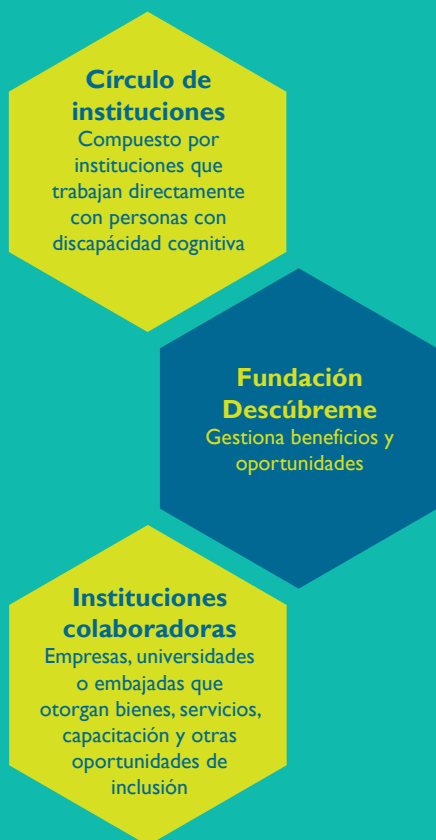 Círculo de
instituciones
Compuesto por
instituciones que
trabajan directamente
con personas con
discapácidad cognitiva
Fundación
Descúbreme
Gestiona beneficios y
oportunidades
Instituciones
colaboradoras
Empresas, universidades
o embajadas que
otorgan bienes, servicios,
capacitación y otras
oportunidades de
inclusión